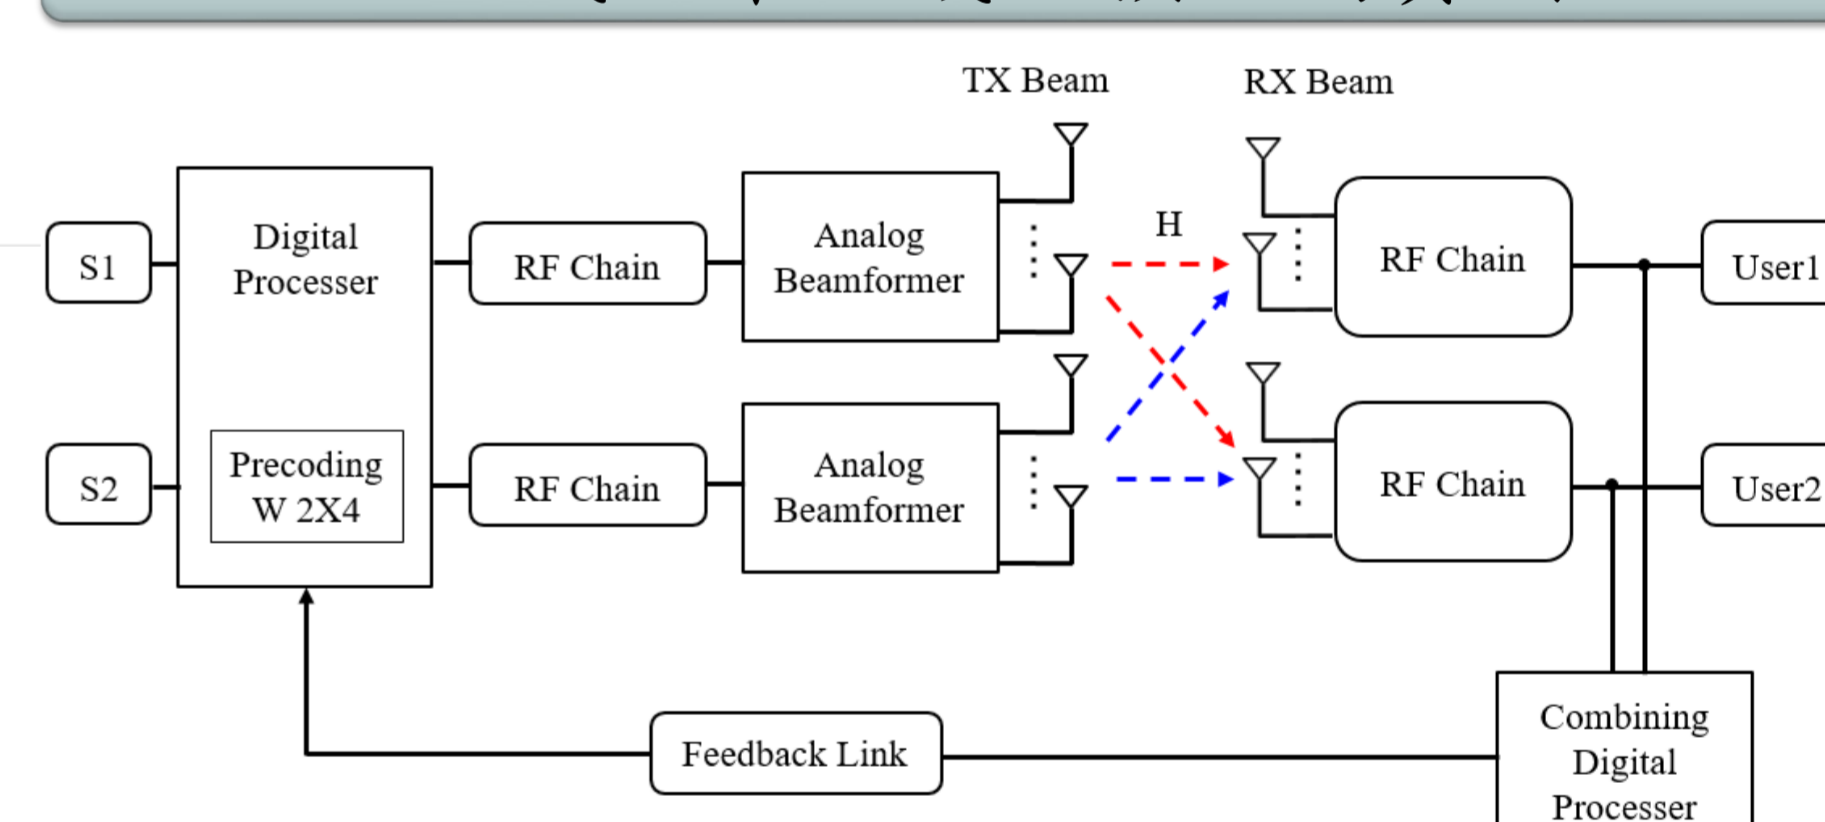 TX Beam
RX Beam
S1
Digital
Processer
RF Chain
Analog
Beamformer
H
RF Chain
User1
S2
Precoding
W 2X4
RF Chain
Analog
Beamformer
RF Chain
User2
Feedback Link
Combining
Digital
Processer